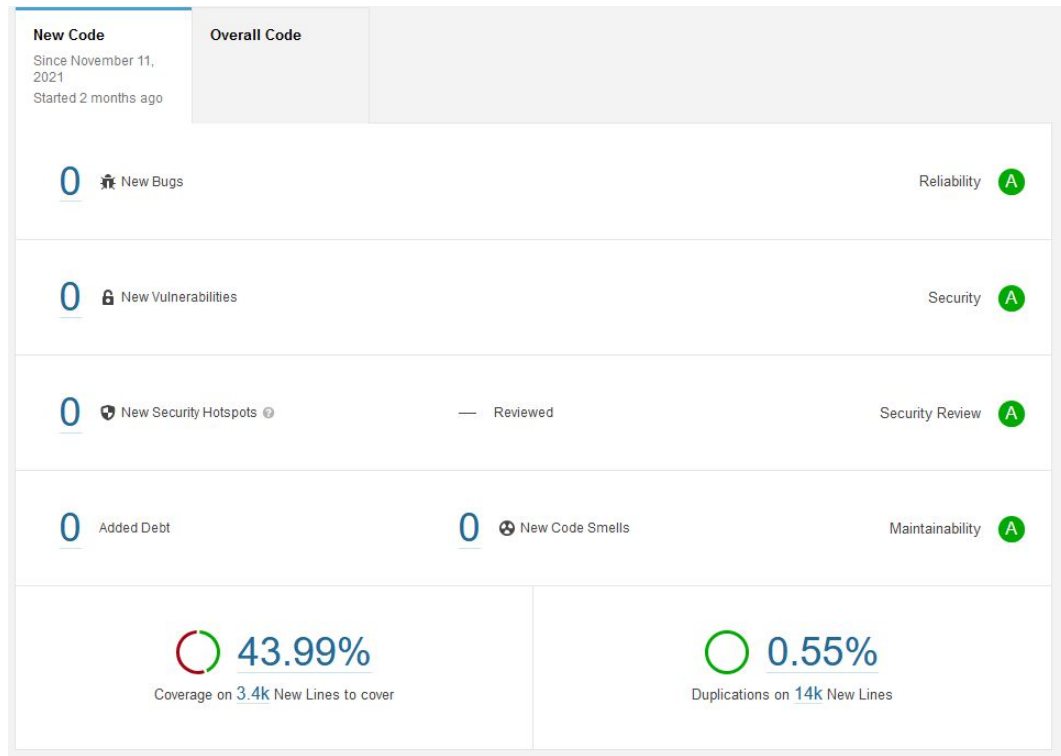 New Code
Since November 11,
2021
Started 2 months ago
Overall Code
0 New Bugs
Reliability A
0 New Vulnerabilities
Security A
0 New Security Hotspots ?
— Reviewed
Security Review A
0 Added Debt
0 New Code Smells
Maintainability A
43.99%
Coverage on 3.4k New Lines to cover
0.55%
Duplications on 14k New Lines